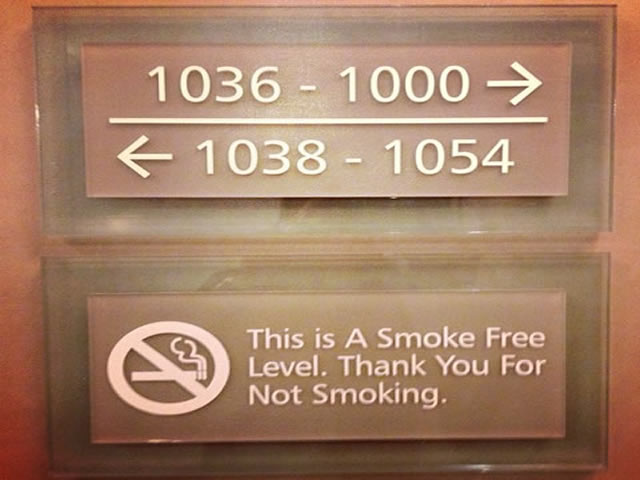 1036 - 1000 →
← 1038 - 1054
This is A Smoke Free
Level. Thank You For
Not Smoking.